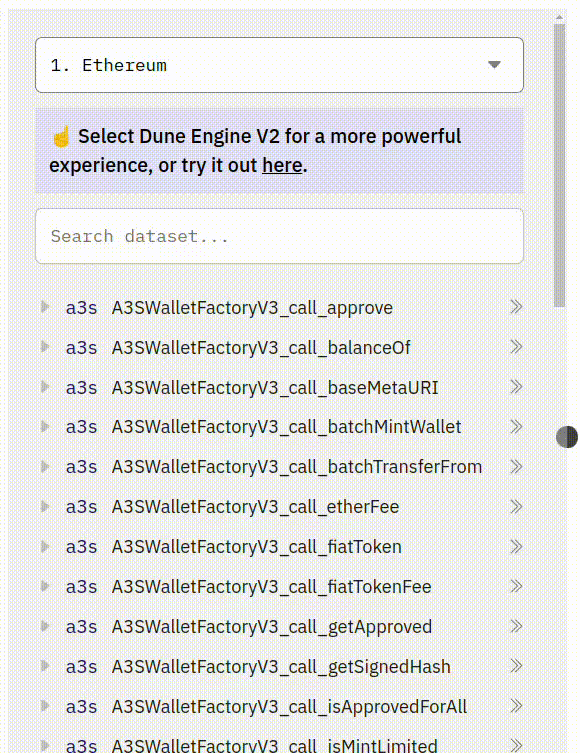 1. Ethereum
☝ Select Dune Engine V2 for a more powerful
experience, or try it out here.
Search dataset...
a3s A3SWalletFactoryV3_call_approve
a3s A3SWalletFactoryV3_call_balanceOf
a3s A3SWalletFactoryV3_call_baseMetaURI
a3s A3SWalletFactoryV3_call_batchMintWallet
a3s A3SWalletFactoryV3_call_batchTransferFrom
a3s A3SWalletFactoryV3_call_etherFee
a3s A3SWalletFactoryV3_call_fiatToken
a3s A3SWalletFactoryV3_call_fiatTokenFee
a3s A3SWalletFactoryV3_call_getApproved
a3s A3SWalletFactoryV3_call_getSignedHash
a3s A3SWalletFactoryV3_call_isApprovedForAll
a3s A3SWalletFactoryV3_call_isMintLimited